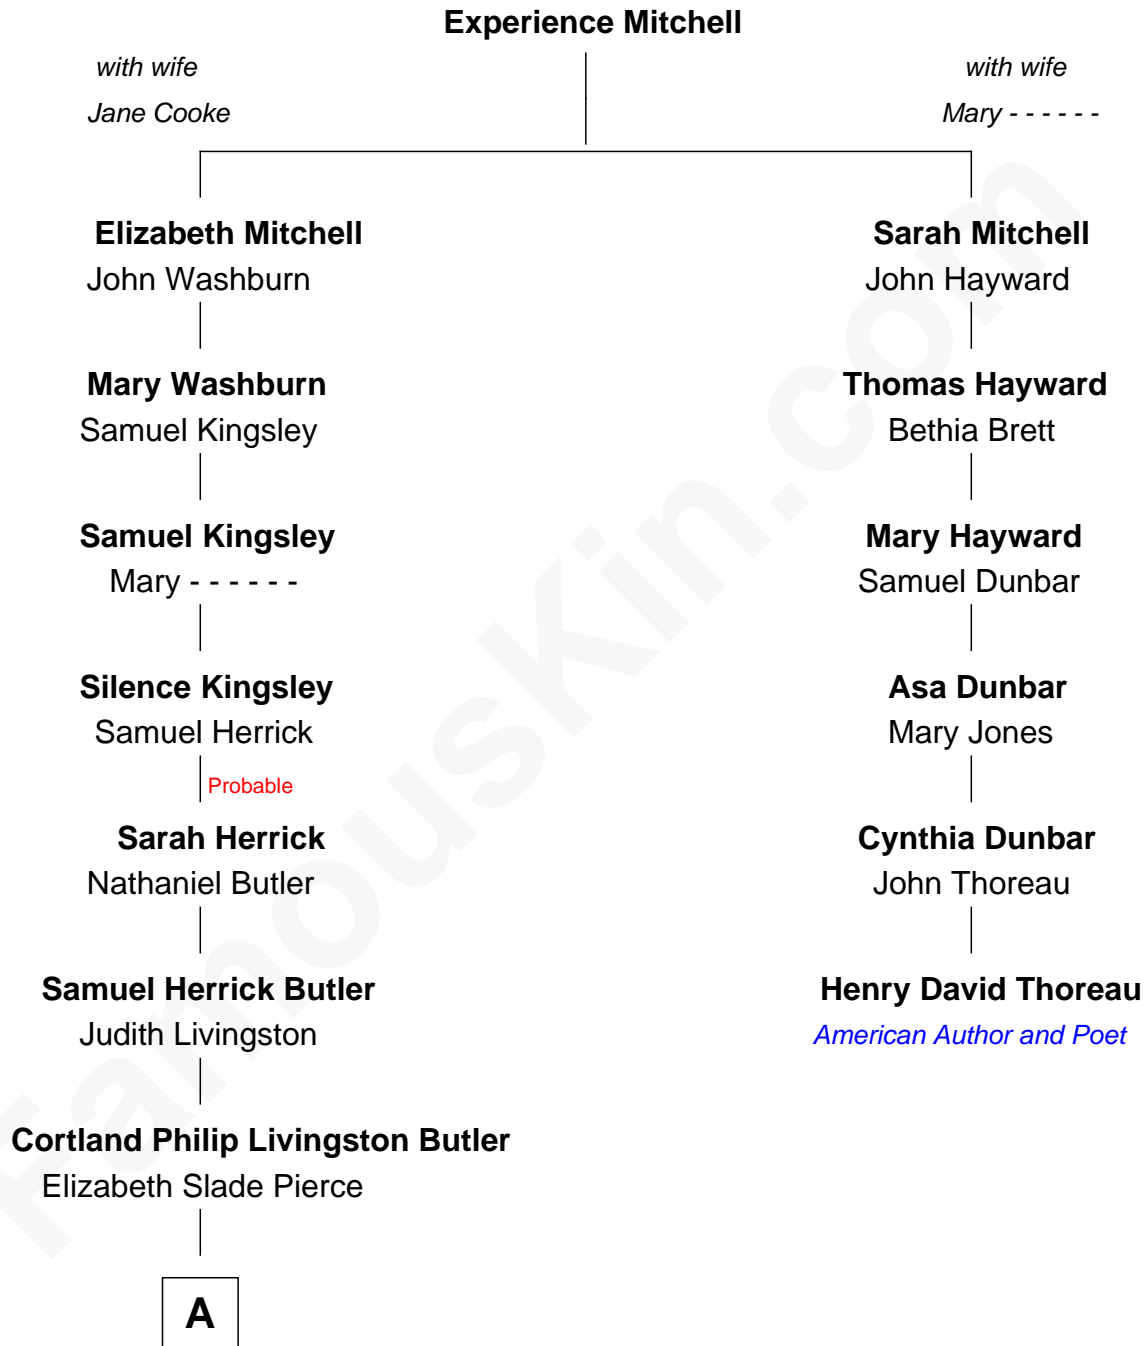 Experience Mitchell
with wife
Jane Cooke
with wife
Mary - - - - - -
Elizabeth Mitchell
John Washburn
Sarah Mitchell
John Hayward
Mary Washburn
Samuel Kingsley
Thomas Hayward
Bethia Brett
Samuel Kingsley
Mary - - - - - -
Mary Hayward
Samuel Dunbar
Silence Kingsley
Samuel Herrick
Asa Dunbar
Mary Jones
Probable
Sarah Herrick
Nathaniel Butler
Cynthia Dunbar
John Thoreau
Samuel Herrick Butler
Judith Livingston
Henry David Thoreau
American Author and Poet
Cortland Philip Livingston Butler
Elizabeth Slade Pierce
A
FamousKin.com